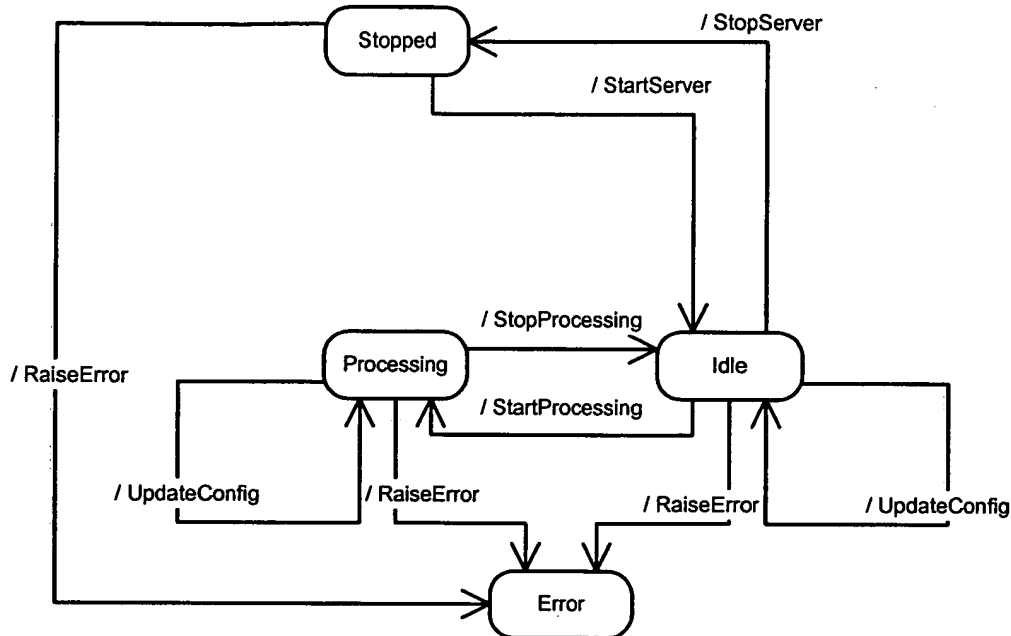 / StopServer
Stopped
/ StartServer
/ StopProcessing
Processing
Idle
/ RaiseError
/ StartProcessing
/ UpdateConfig
/ RaiseError
/ RaiseError
/ UpdateConfig
Error